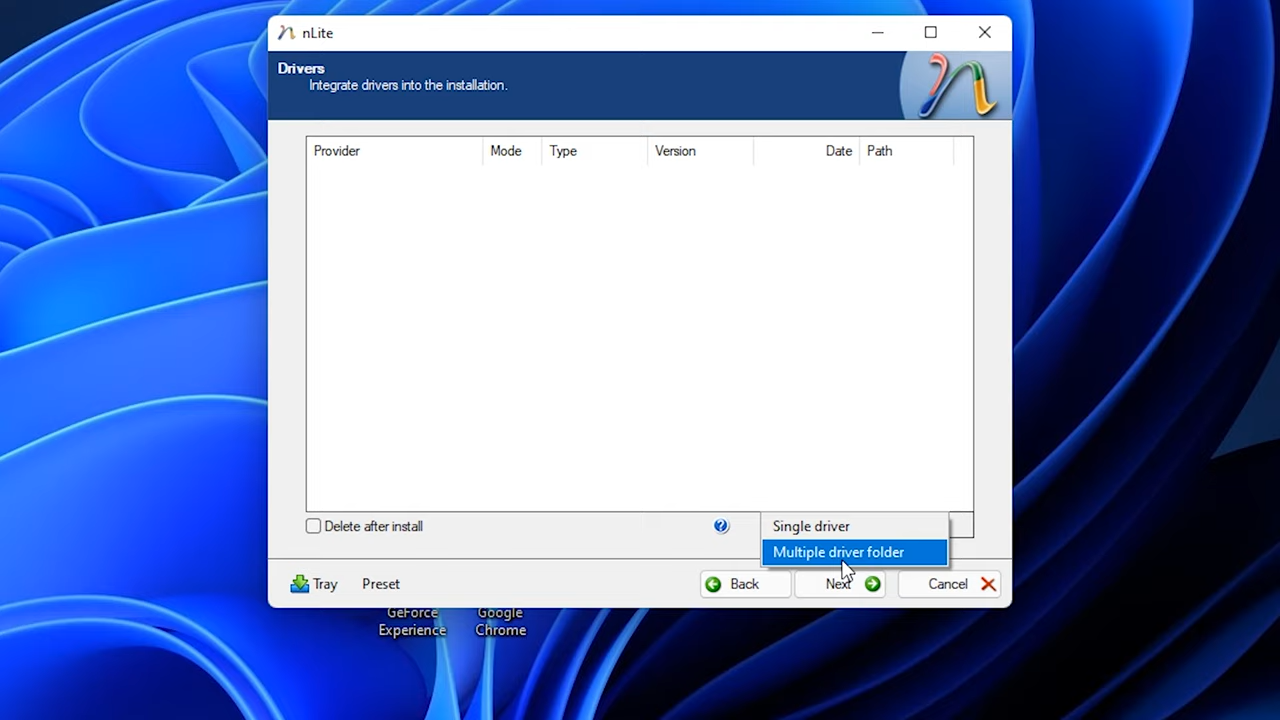 nLite
Drivers
Integrate drivers into the installation.
Provider Mode Type Version Date Path
Delete after install
Single driver
Multiple driver folder
Tray Preset Back Next Cancel
GeForce Google
Experience Chrome